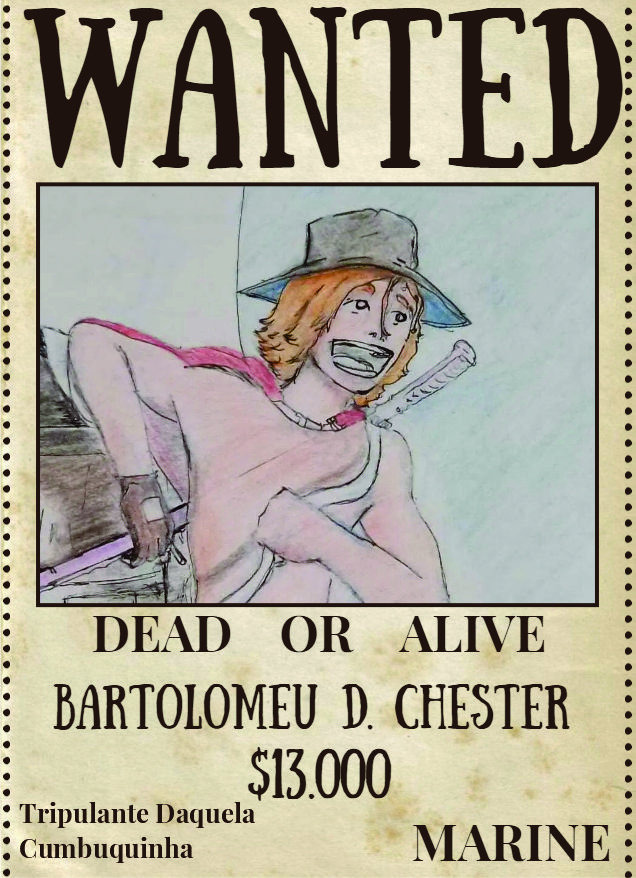 WANTED
DEAD OR ALIVE
BARTOLOMEU D. CHESTER
$13.000
Tripulante Daquela
Cumbuquinha
MARINE